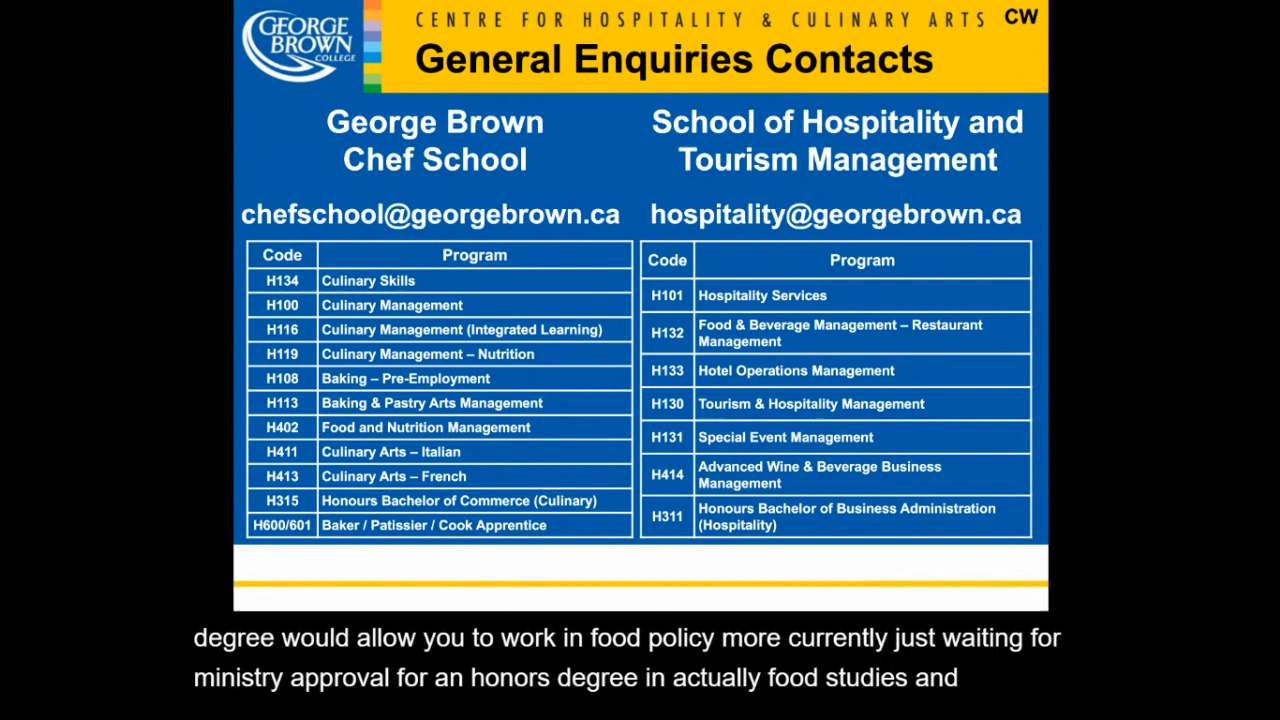 GEORGE
BROWN
COLLEGE
CENTRE FOR HOSPITALITY & CULINARY ARTS
CW
General Enquiries Contacts
George Brown
Chef School
chefschool@georgebrown.ca
Code Program
H134 Culinary Skills
H100 Culinary Management
H116 Culinary Management (Integrated Learning)
H119 Culinary Management – Nutrition
H108 Baking – Pre-Employment
H113 Baking & Pastry Arts Management
H402 Food and Nutrition Management
H411 Culinary Arts – Italian
H413 Culinary Arts – French
H315 Honours Bachelor of Commerce (Culinary)
H600/601 Baker / Patissier / Cook Apprentice
School of Hospitality and
Tourism Management
hospitality@georgebrown.ca
Code Program
H101 Hospitality Services
H132 Food & Beverage Management – Restaurant
Management
H133 Hotel Operations Management
H130 Tourism & Hospitality Management
H131 Special Event Management
H414 Advanced Wine & Beverage Business
Management
H311 Honours Bachelor of Business Administration
(Hospitality)
degree would allow you to work in food policy more currently just waiting for
ministry approval for an honors degree in actually food studies and